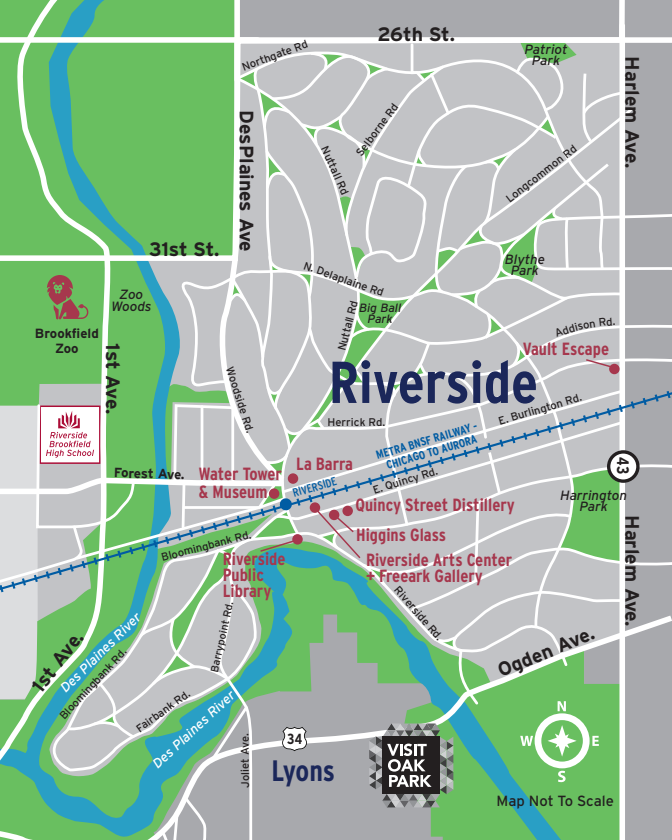 26th St.
Northgate Rd
Patriot
Park
Harlem Ave.
DesPlaines Ave
Selborne Rd
Nuttall Rd
Longcommon Rd
31st St.
Blythe
Park
N. Delaplaine Rd
Zoo
Woods
Brookfield
Zoo
Nuttall Rd
Big Ball
Park
Addison Rd.
Vault Escape
1st Ave.
Woodside Rd.
Riverside
Herrick Rd.
E. Burlington Rd.
Riverside
Brookfield
High School
METRA BNSF RAILWAY -
CHICAGO TO AURORA
La Barra
Forest Ave.
Water Tower
& Museum
RIVERSIDE
E. Quincy Rd.
43
Harrington
Park
Quincy Street Distillery
Higgins Glass
Bloomingbank Rd.
Riverside
Public
Library
Riverside Arts Center
+ Freeark Gallery
Harlem Ave.
Riverside Rd.
Barrypoint Rd.
Des Plaines River
1st Ave.
Bloomingbank Rd.
Ogden Ave.
Fairbank Rd.
Des Plaines River
Joliet Ave.
34
Lyons
VISIT
OAK
PARK
N
W
E
S
Map Not To Scale